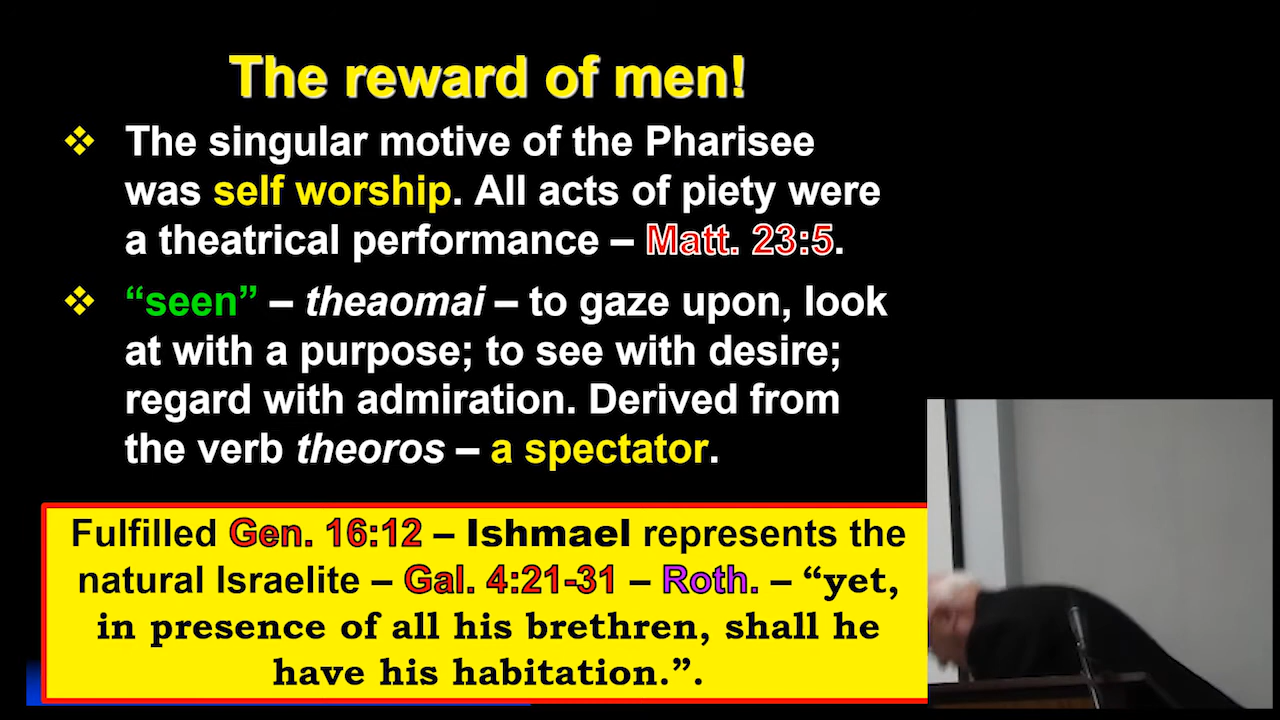 The reward of men!
The singular motive of the Pharisee
was self worship. All acts of piety were
a theatrical performance – Matt. 23:5.
“seen” – theaomai – to gaze upon, look
at with a purpose; to see with desire;
regard with admiration. Derived from
the verb theoros – a spectator.
Fulfilled Gen. 16:12 – Ishmael represents the
natural Israelite – Gal. 4:21-31 – Roth. – “yet,
in presence of all his brethren, shall he
have his habitation.”.